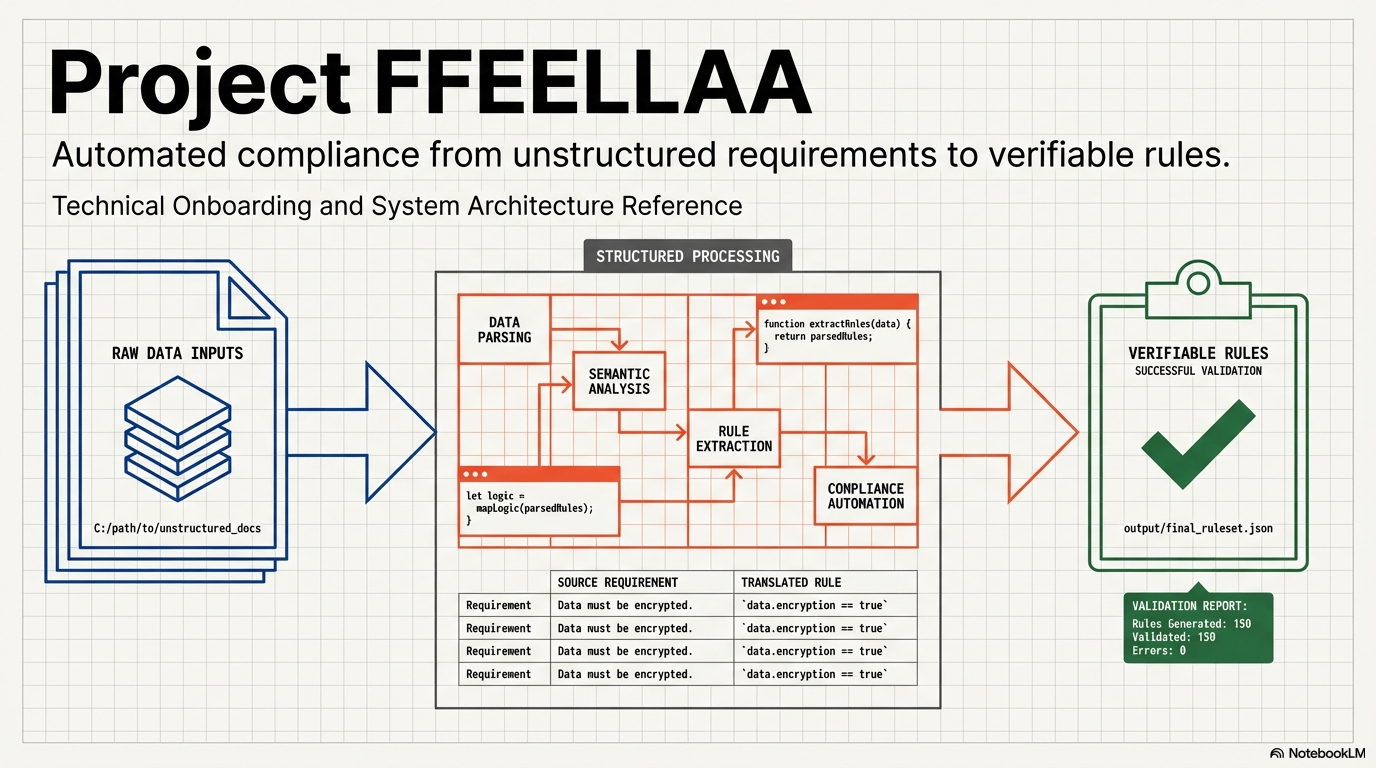 Project FFEELLAA
Automated compliance from unstructured requirements to verifiable rules.
Technical Onboarding and System Architecture Reference
RAW DATA INPUTS
C:/path/to/unstructured_docs
STRUCTURED PROCESSING
DATA
PARSING
SEMANTIC
ANALYSIS
function extractRnles(data) {
return parsedRules;
}
RULE
EXTRACTION
let logic =
mapLogic(parsedRules);
}
COMPLIANCE
AUTOMATION
SOURCE REQUIRENENT TRANSLATED RULE
Requirement Data must be encrypted. `data.encryption == true`
Requirement Data must be encrypted. `data.encryption == true`
Requirement Data must be encrypted. `data.encryption == true`
Requirement Data must be encrypted. `data.encryption == true`
VERIFIABLE RULES
SUCCESSFUL VALIDATION
output/final_ruleset.json
VALIDATION REPORT:
Rules Generated: 150
Validated: 150
Errors: 0
NotebookLM